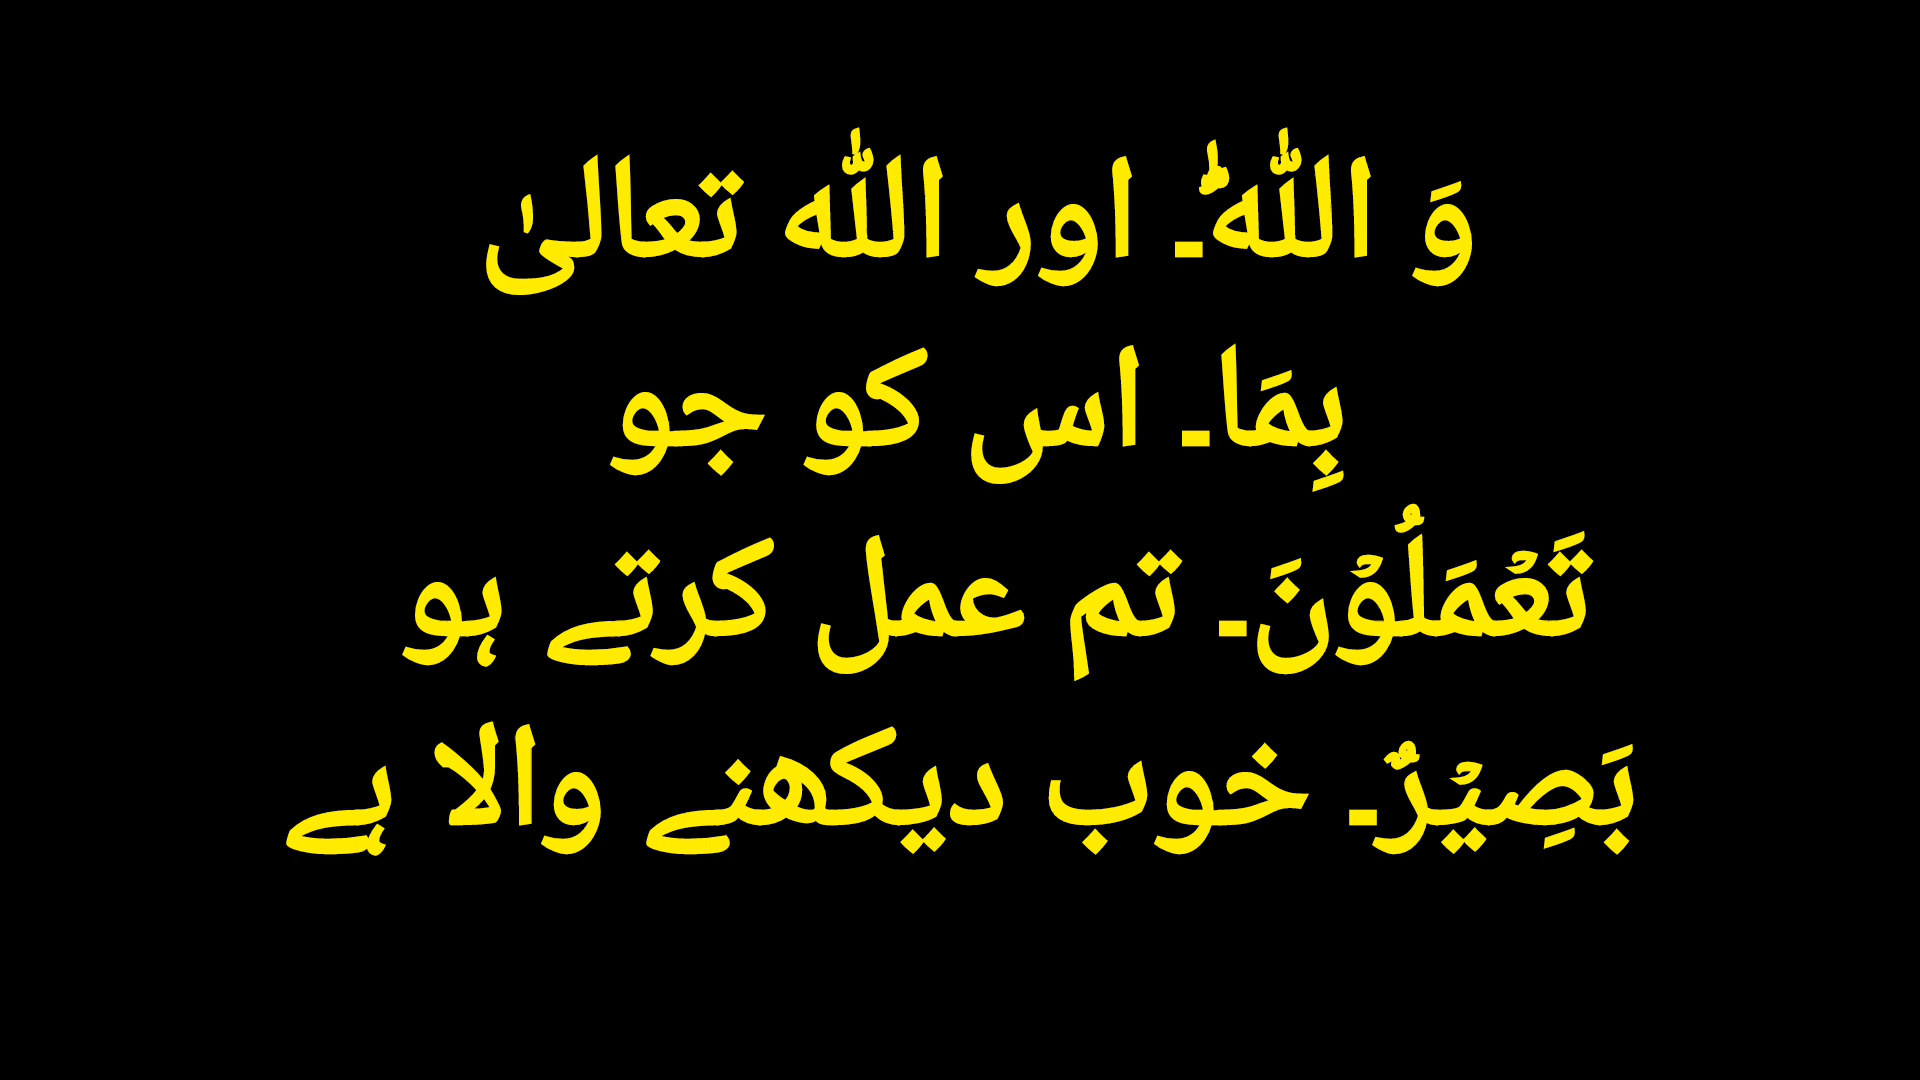 وَ اللّٰهُ۔ اور اللّٰہ تعالیٰ
بِمَا۔ اس کو جو
تَعْمَلُوْنَ۔ تم عمل کرتے ہو
بَصِیْرٌ۔ خوب دیکھنے والا ہے